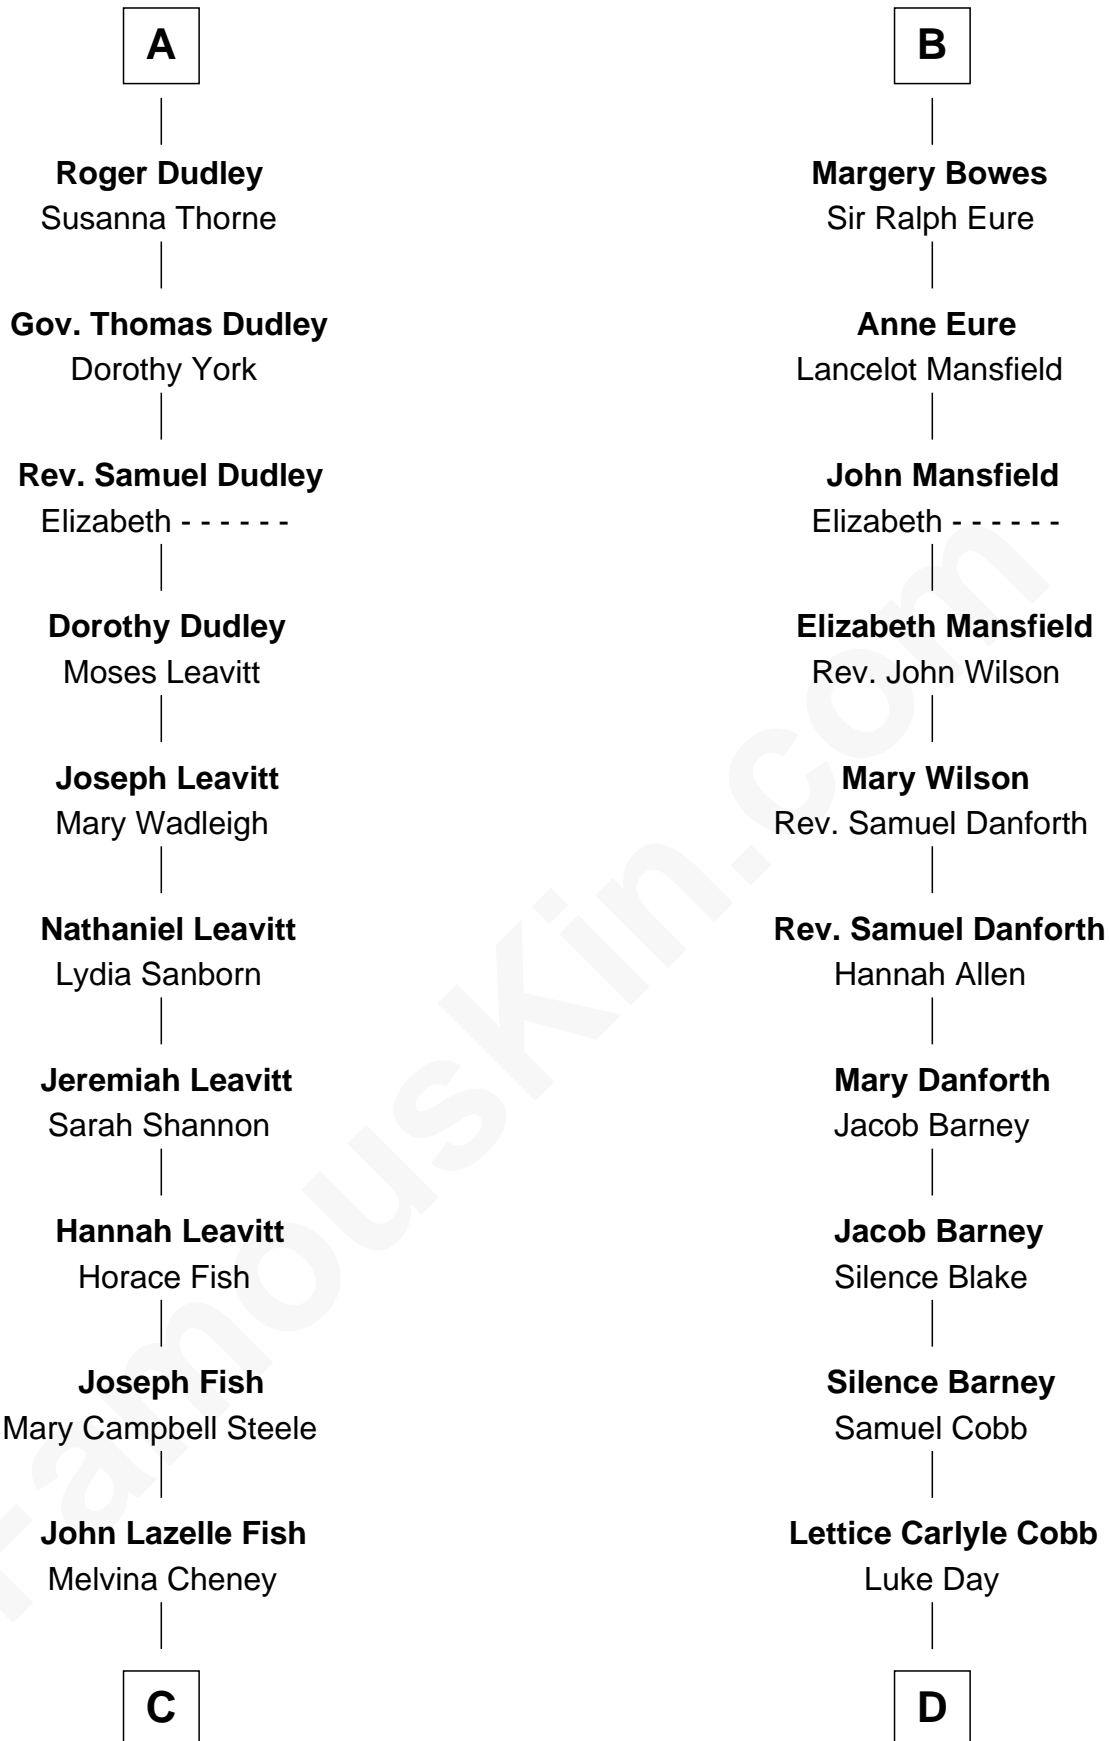 A
Roger Dudley
Susanna Thorne
Gov. Thomas Dudley
Dorothy York
Rev. Samuel Dudley
Elizabeth - - - - - -
Dorothy Dudley
Moses Leavitt
Joseph Leavitt
Mary Wadleigh
Nathaniel Leavitt
Lydia Sanborn
Jeremiah Leavitt
Sarah Shannon
Hannah Leavitt
Horace Fish
Joseph Fish
Mary Campbell Steele
John Lazelle Fish
Melvina Cheney
C
B
Margery Bowes
Sir Ralph Eure
Anne Eure
Lancelot Mansfield
John Mansfield
Elizabeth - - - - - -
Elizabeth Mansfield
Rev. John Wilson
Mary Wilson
Rev. Samuel Danforth
Rev. Samuel Danforth
Hannah Allen
Mary Danforth
Jacob Barney
Jacob Barney
Silence Blake
Silence Barney
Samuel Cobb
Lettice Carlyle Cobb
Luke Day
D
FamousKin.com